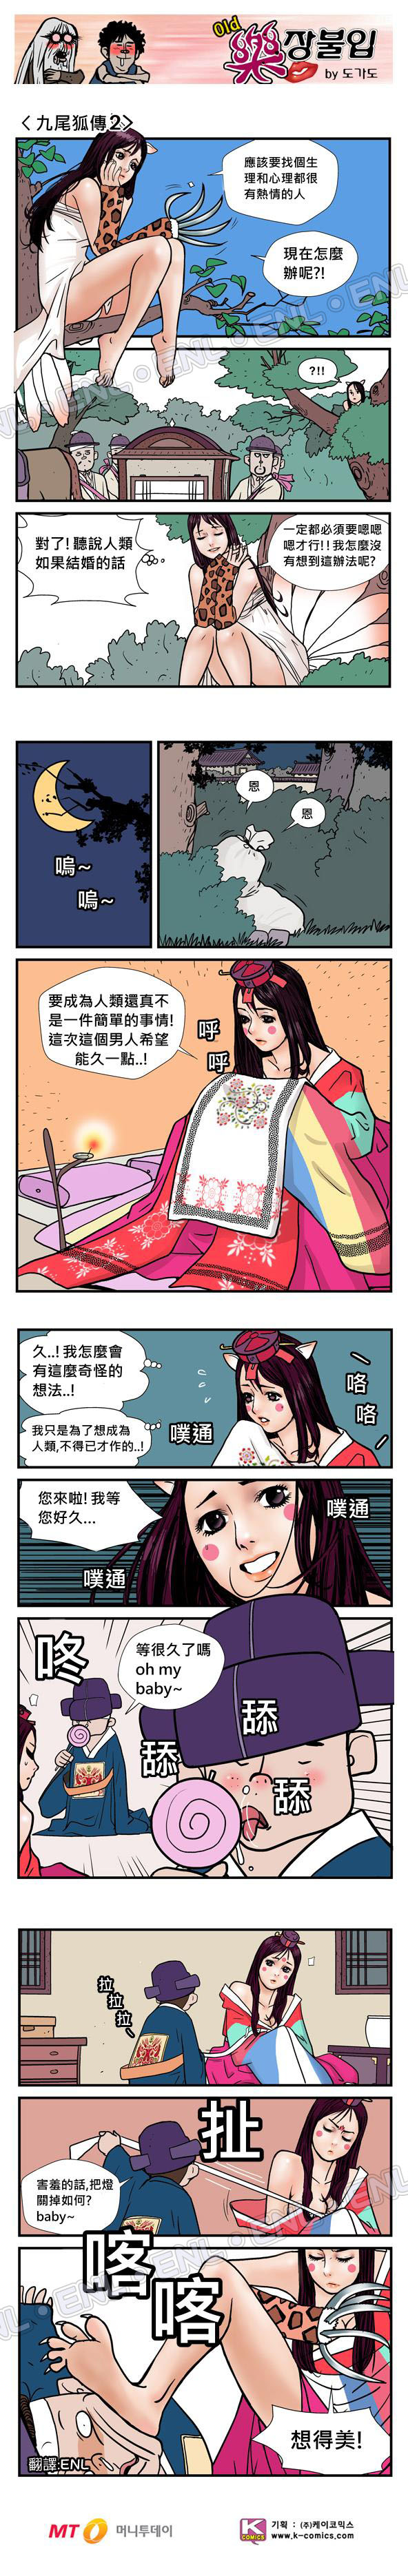 Old
樂장불입
by 도가도
< 九尾狐傳 2>
應該要找個生
理和心理都很
有熱情的人
現在怎麼
辦呢?!
ENL • ENL • ENL
?!!
對了! 聽說人類
如果結婚的話
一定都必須要嗯嗯
嗯才行!! 我怎麼沒
有想到這辦法呢?
嗚~
嗚~
恩
恩
要成為人類還真不
是一件簡單的事情!
這次這個男人希望
能久一點..!
呼
呼
久..! 我怎麼會
有這麼奇怪的
想法..!
我只是為了想成為
人類,不得已才作的..!
噗通
咯
咯
您來啦! 我等
您好久...
噗通
噗通
咚
等很久了嗎
oh my
baby~
舔
舔
舔
拉
拉
拉
扯
害羞的話,把燈
關掉如何?
baby~
喀
喀
ENL • ENL • ENL
想得美!
翻譯:ENL
MT 머니투데이
K
COMICS
기획 : (주)케이코믹스
www.k-comics.com